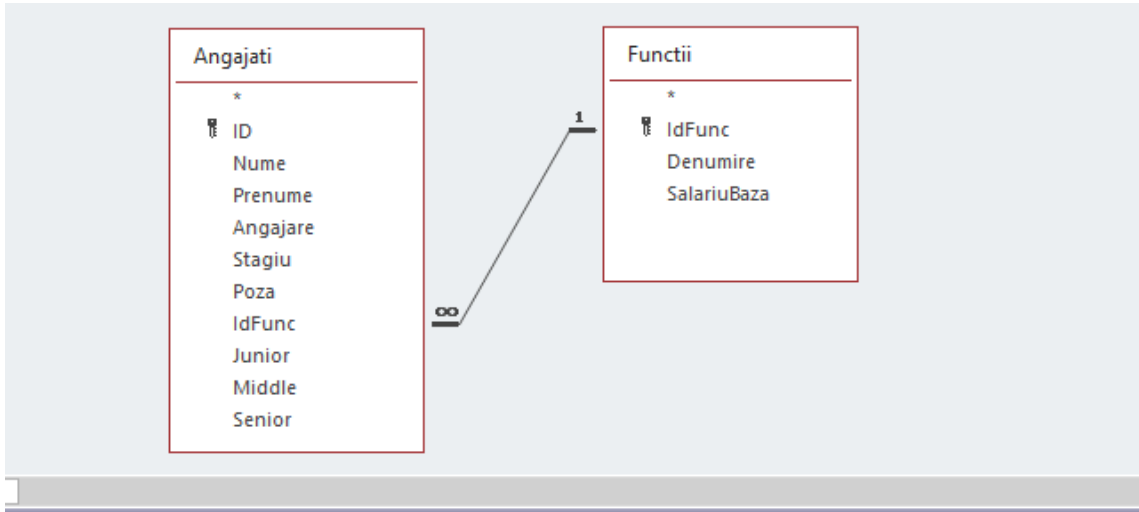 Angajati
*
ID
Nume
Prenume
Angajare
Stagiu
Poza
IdFunc
Junior
Middle
Senior
∞
1
Functii
*
IdFunc
Denumire
SalariuBaza